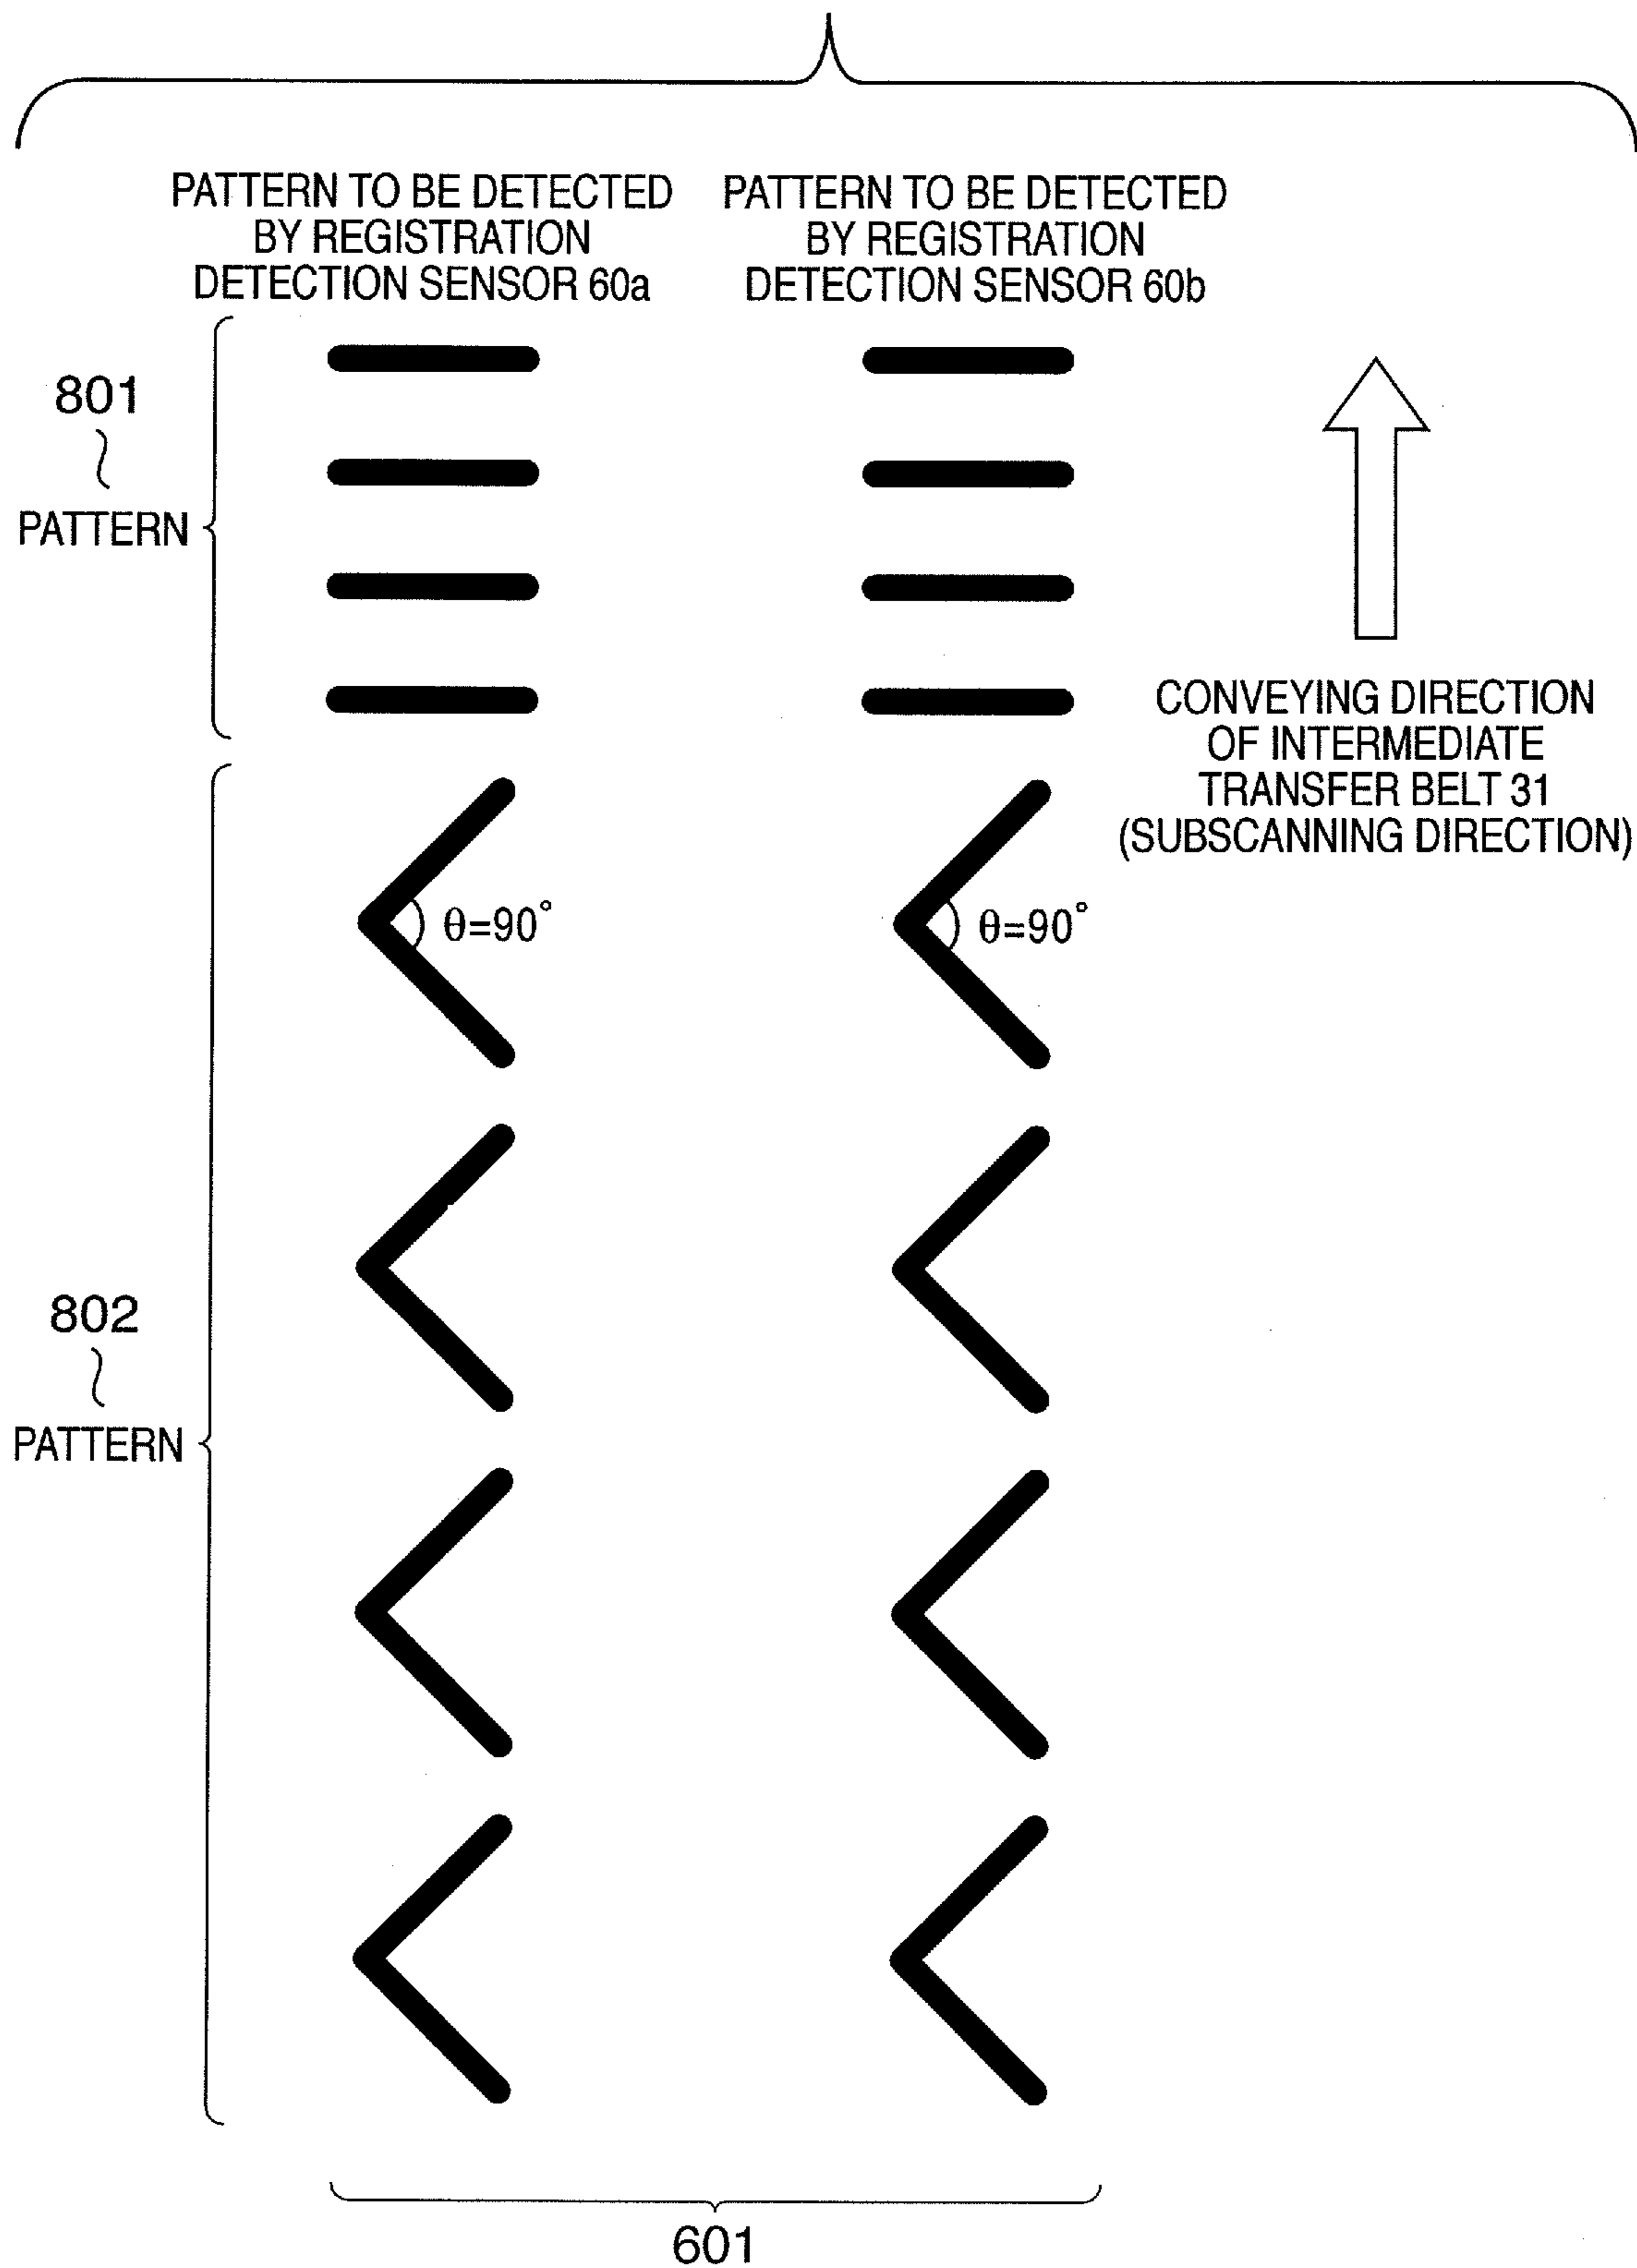 PATTERN TO BE DETECTED
BY REGISTRATION
DETECTION SENSOR 60a
PATTERN TO BE DETECTED
BY REGISTRATION
DETECTION SENSOR 60b
801
PATTERN
CONVEYING DIRECTION
OF INTERMEDIATE
TRANSFER BELT 31
(SUBSCANNING DIRECTION)
θ=90°
θ=90°
802
PATTERN
601